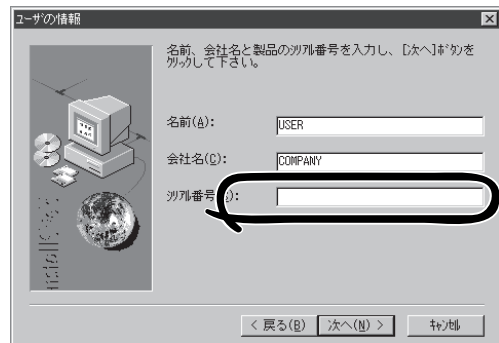 ユーザの情報
名前、会社名と製品のｼﾘｱﾙ番号を入力し、[次へ]ﾎﾞﾀﾝを
ｸﾘｯｸして下さい。
名前(A):
USER
会社名(C):
COMPANY
ｼﾘｱﾙ番号(S):
InstallShield
< 戻る(B)
次へ(N) >
ｷｬﾝｾﾙ